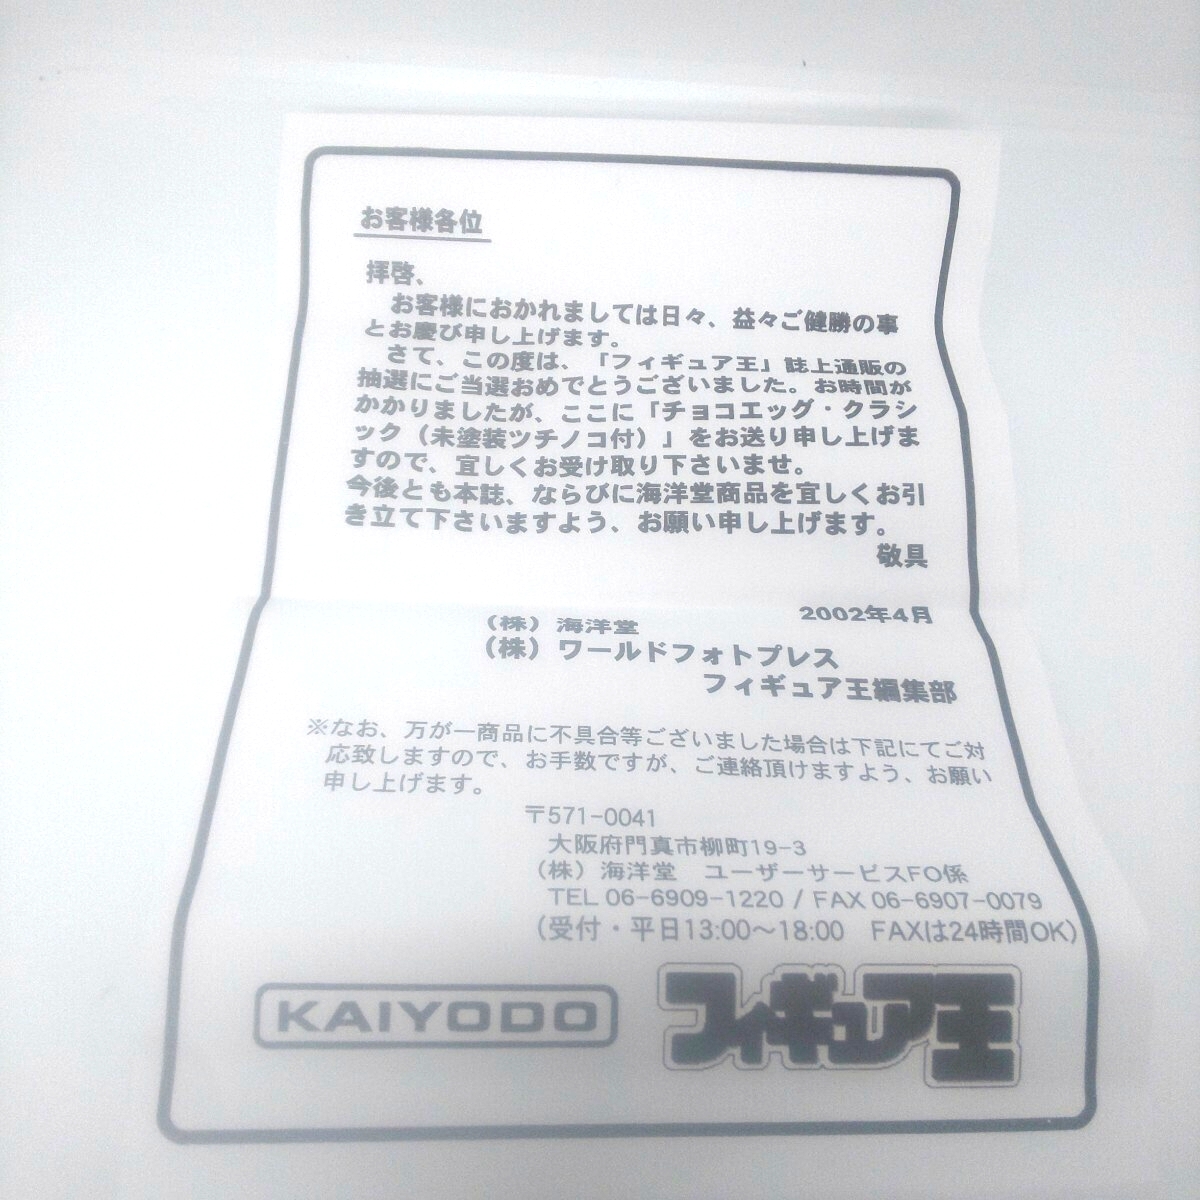 お客様各位
拝啓、
お客様におかれましては日々、益々ご健勝の事
とお慶び申し上げます。
さて、この度は、「フィギュア王」誌上通販の
抽選にご当選おめでとうございました。お時間が
かかりましたが、ここに「チョコエッグ・クラシ
ック（未塗装ツチノコ付）」をお送り申し上げま
すので、宜しくお受け取り下さいませ。
今後とも本誌、ならびに海洋堂商品を宜しくお引
き立て下さいますよう、お願い申し上げます。
敬具
2002年4月
（株）海洋堂
（株）ワールドフォトプレス
フィギュア王編集部
※なお、万が一商品に不具合等ございました場合は下記にてご対
応致しますので、お手数ですが、ご連絡頂けますよう、お願い
申し上げます。
〒571-0041
大阪府門真市柳町19-3
（株）海洋堂　ユーザーサービスFO係
TEL 06-6909-1220 / FAX 06-6907-0079
（受付・平日13:00～18:00　FAXは24時間OK）
KAIYODO
フィギュア王